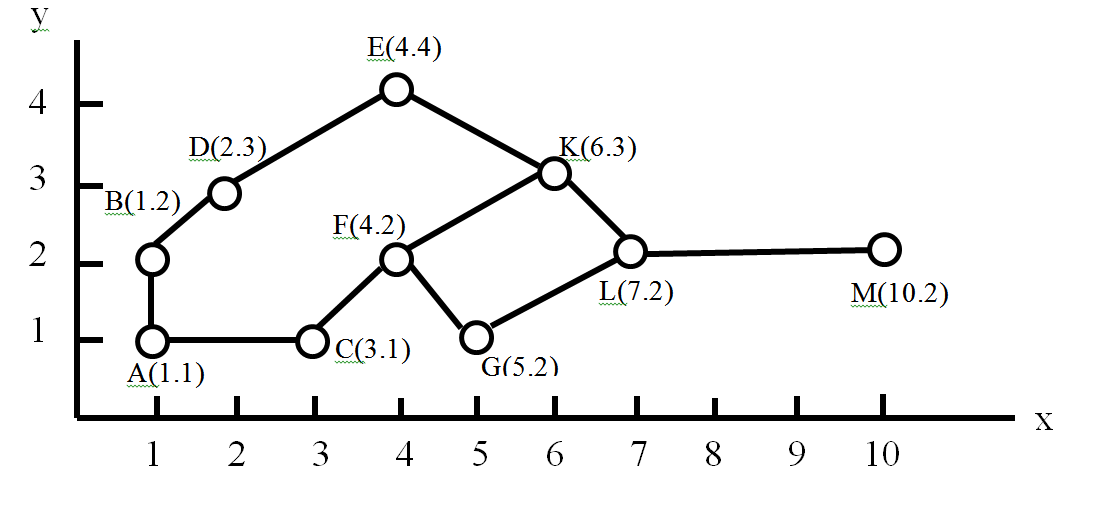 y
E(4.4)
4
D(2.3)
K(6.3)
3
B(1.2)
F(4.2)
2
L(7.2)
M(10.2)
1
C(3.1)
G(5.2)
A(1.1)
x
1 2 3 4 5 6 7 8 9 10